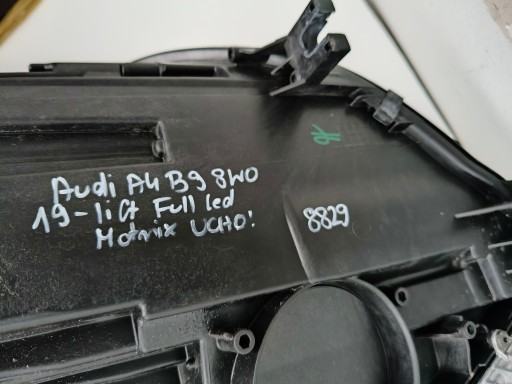 Audi A4 B9 8W0
19- lift Full led
Matrix UCHO!
8829